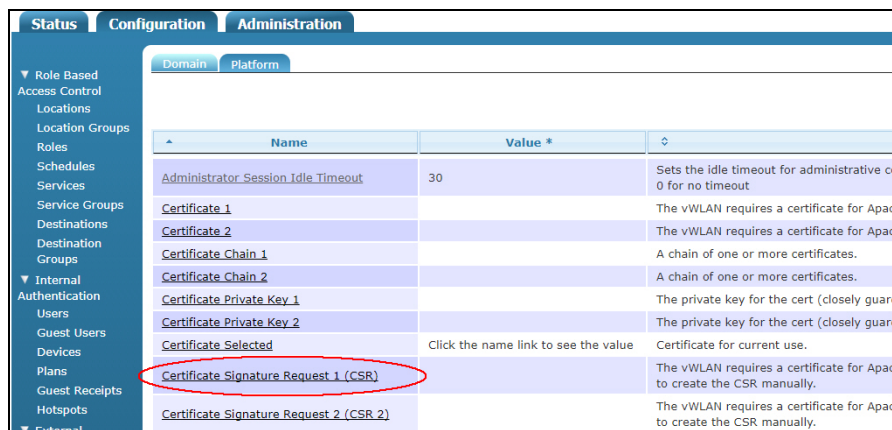 Status Configuration Administration
Domain Platform
Role Based
Access Control
Locations
Location Groups
Roles
Schedules
Services
Service Groups
Destinations
Destination
Groups
Internal
Authentication
Users
Guest Users
Devices
Plans
Guest Receipts
Hotspots
External
Name Value *
Administrator Session Idle Timeout 30 Sets the idle timeout for administrative
0 for no timeout
Certificate 1 The vWLAN requires a certificate for
Certificate 2 The vWLAN requires a certificate for
Certificate Chain 1 A chain of one or more certificates.
Certificate Chain 2 A chain of one or more certificates.
Certificate Private Key 1 The private key for the cert (closely
Certificate Private Key 2 The private key for the cert (closely
Certificate Selected Click the name link to see the value Certificate for current use.
Certificate Signature Request 1 (CSR) The vWLAN requires a certificate for
to create the CSR manually.
Certificate Signature Request 2 (CSR 2) The vWLAN requires a certificate for
to create the CSR manually.